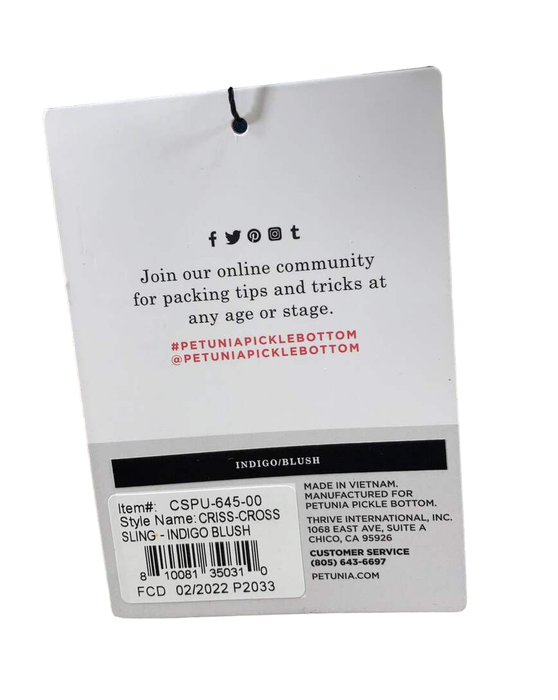 Join our online community
for packing tips and tricks at
any age or stage.
#PETUNIAPICKLEBOTTOM
@PETUNIAPICKLEBOTTOM
INDIGO/BLUSH
Item#: CSPU-645-00
Style Name: CRISS-CROSS
SLING - INDIGO BLUSH
8 10081 35031 0
FCD 02/2022 P2033
MADE IN VIETNAM.
MANUFACTURED FOR
PETUNIA PICKLE BOTTOM.
THRIVE INTERNATIONAL, INC.
1068 EAST AVE, SUITE A
CHICO, CA 95926
CUSTOMER SERVICE
(805) 643-6697
PETUNIA.COM